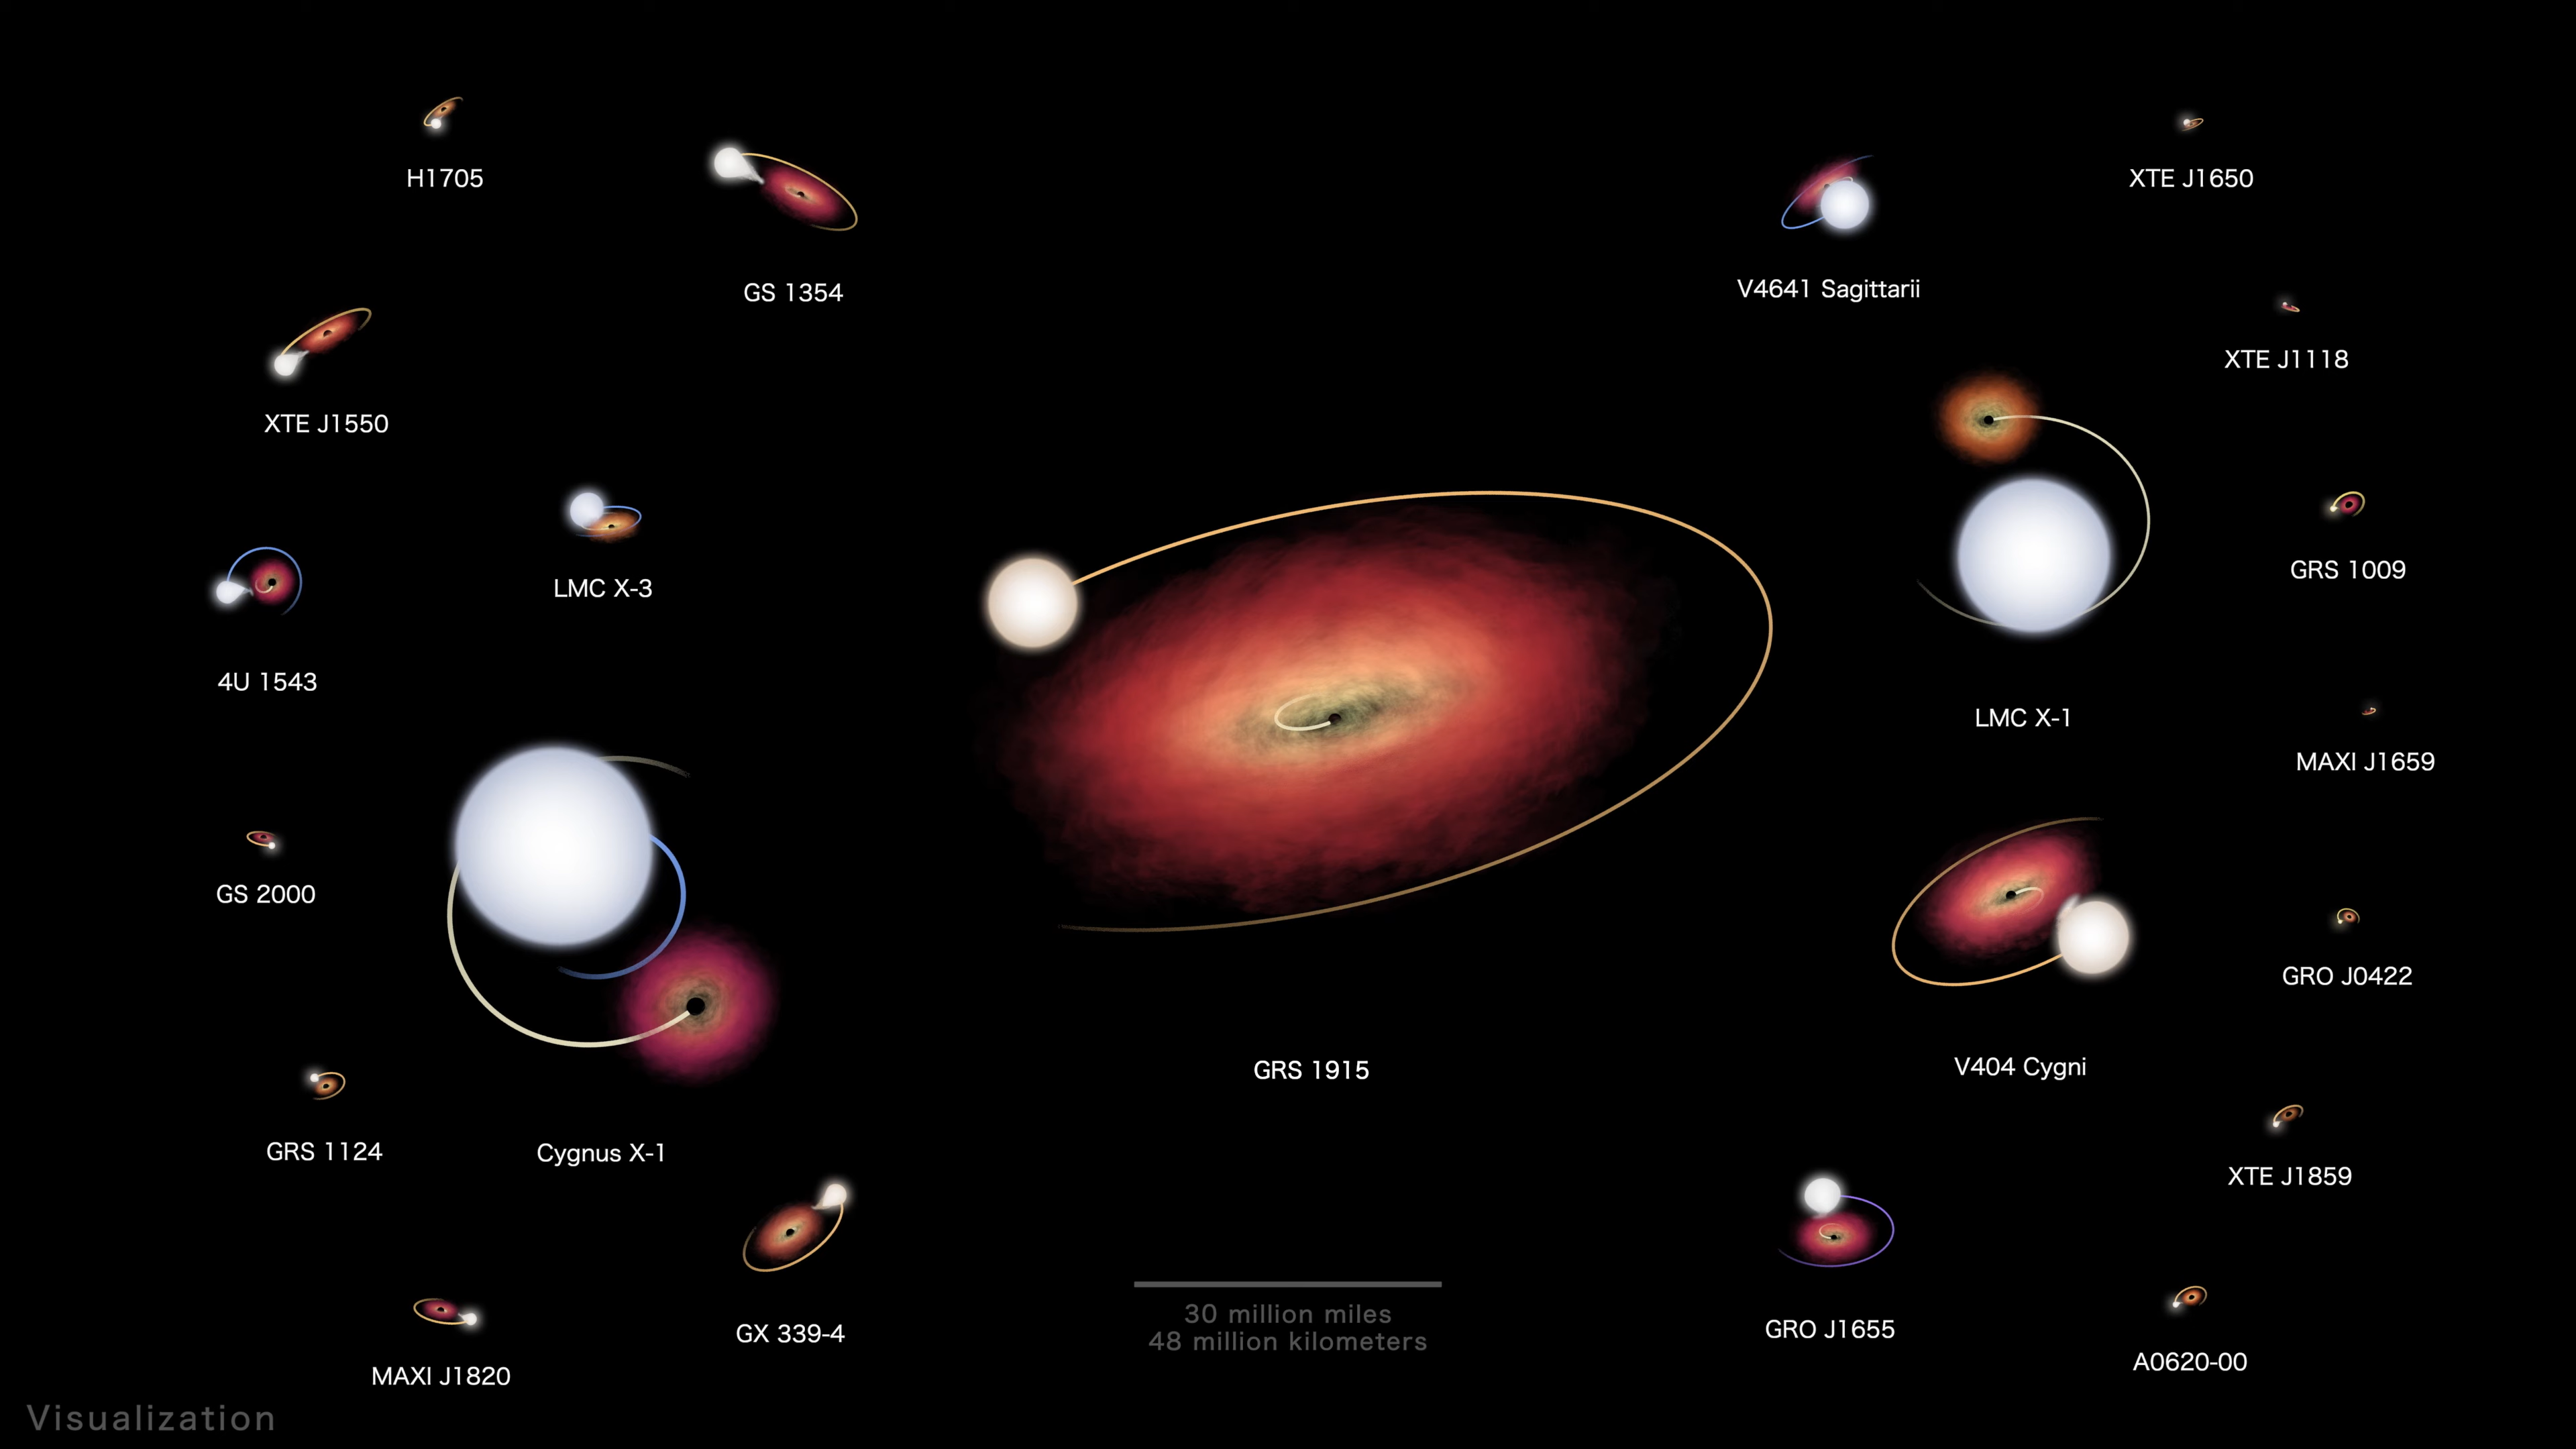 H1705
XTE J1650
GS 1354
V4641 Sagittarii
XTE J1118
XTE J1550
GRS 1009
LMC X-3
4U 1543
LMC X-1
MAXI J1659
GS 2000
GRO J0422
V404 Cygni
GRS 1915
GRS 1124
Cygnus X-1
XTE J1859
30 million miles
48 million kilometers
GX 339-4
GRO J1655
A0620-00
MAXI J1820
Visualization